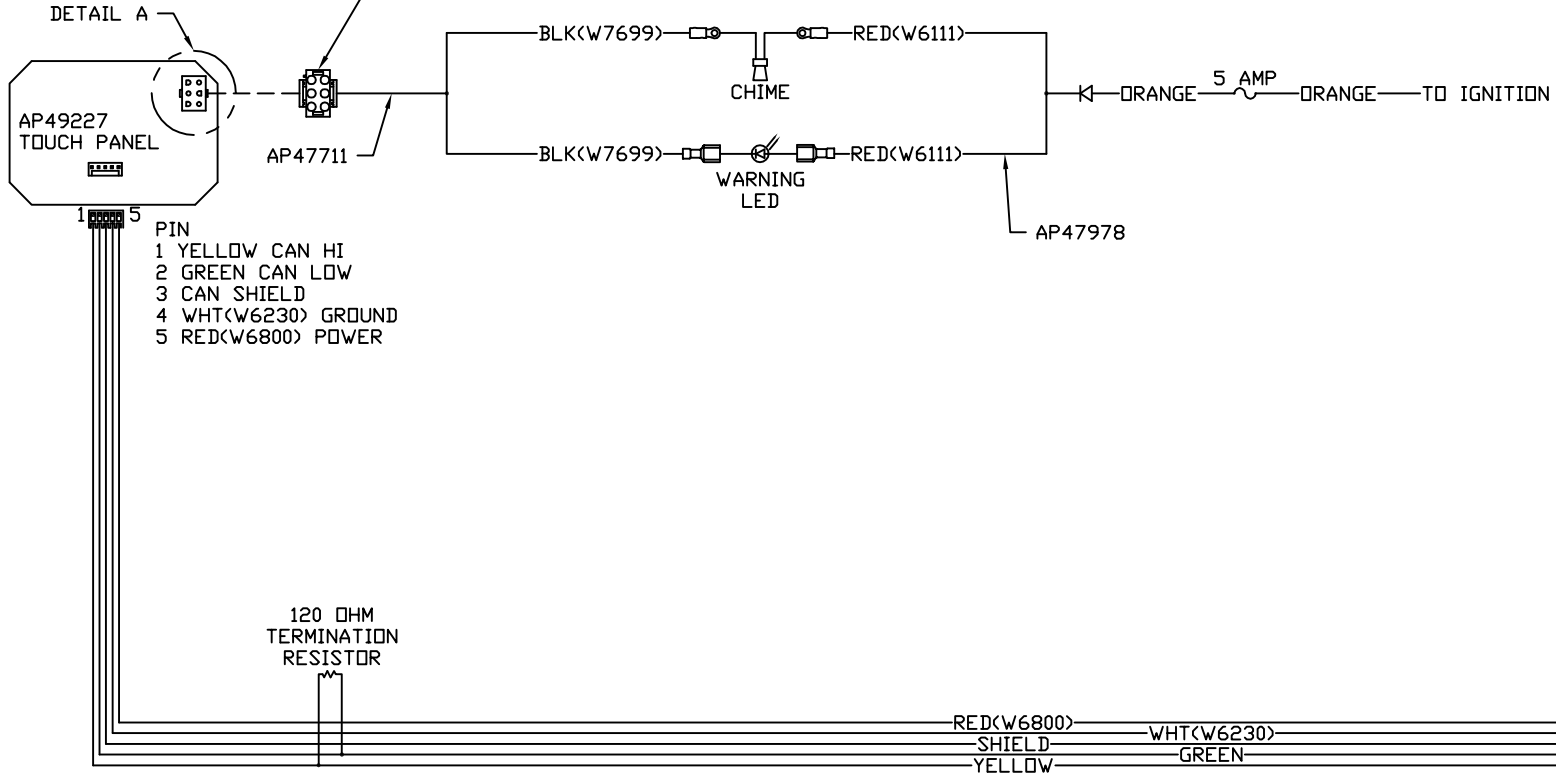 DETAIL A
BLK(W7699)
RED(W6111)
CHIME
5 AMP
ORANGE
ORANGE
TO IGNITION
AP49227
TOUCH PANEL
AP47711
BLK(W7699)
RED(W6111)
WARNING
LED
AP47978
1
5
PIN
1 YELLOW CAN HI
2 GREEN CAN LOW
3 CAN SHIELD
4 WHT(W6230) GROUND
5 RED(W6800) POWER
120 OHM
TERMINATION
RESISTOR
RED(W6800)
WHT(W6230)
SHIELD
GREEN
YELLOW